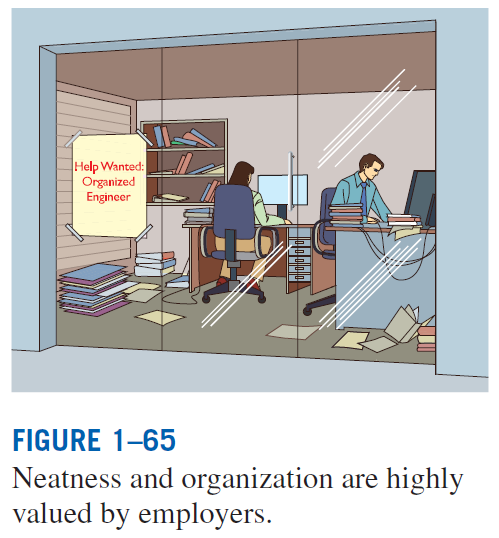 Help Wanted:
Organized
Engineer
FIGURE 1–65
Neatness and organization are highly
valued by employers.